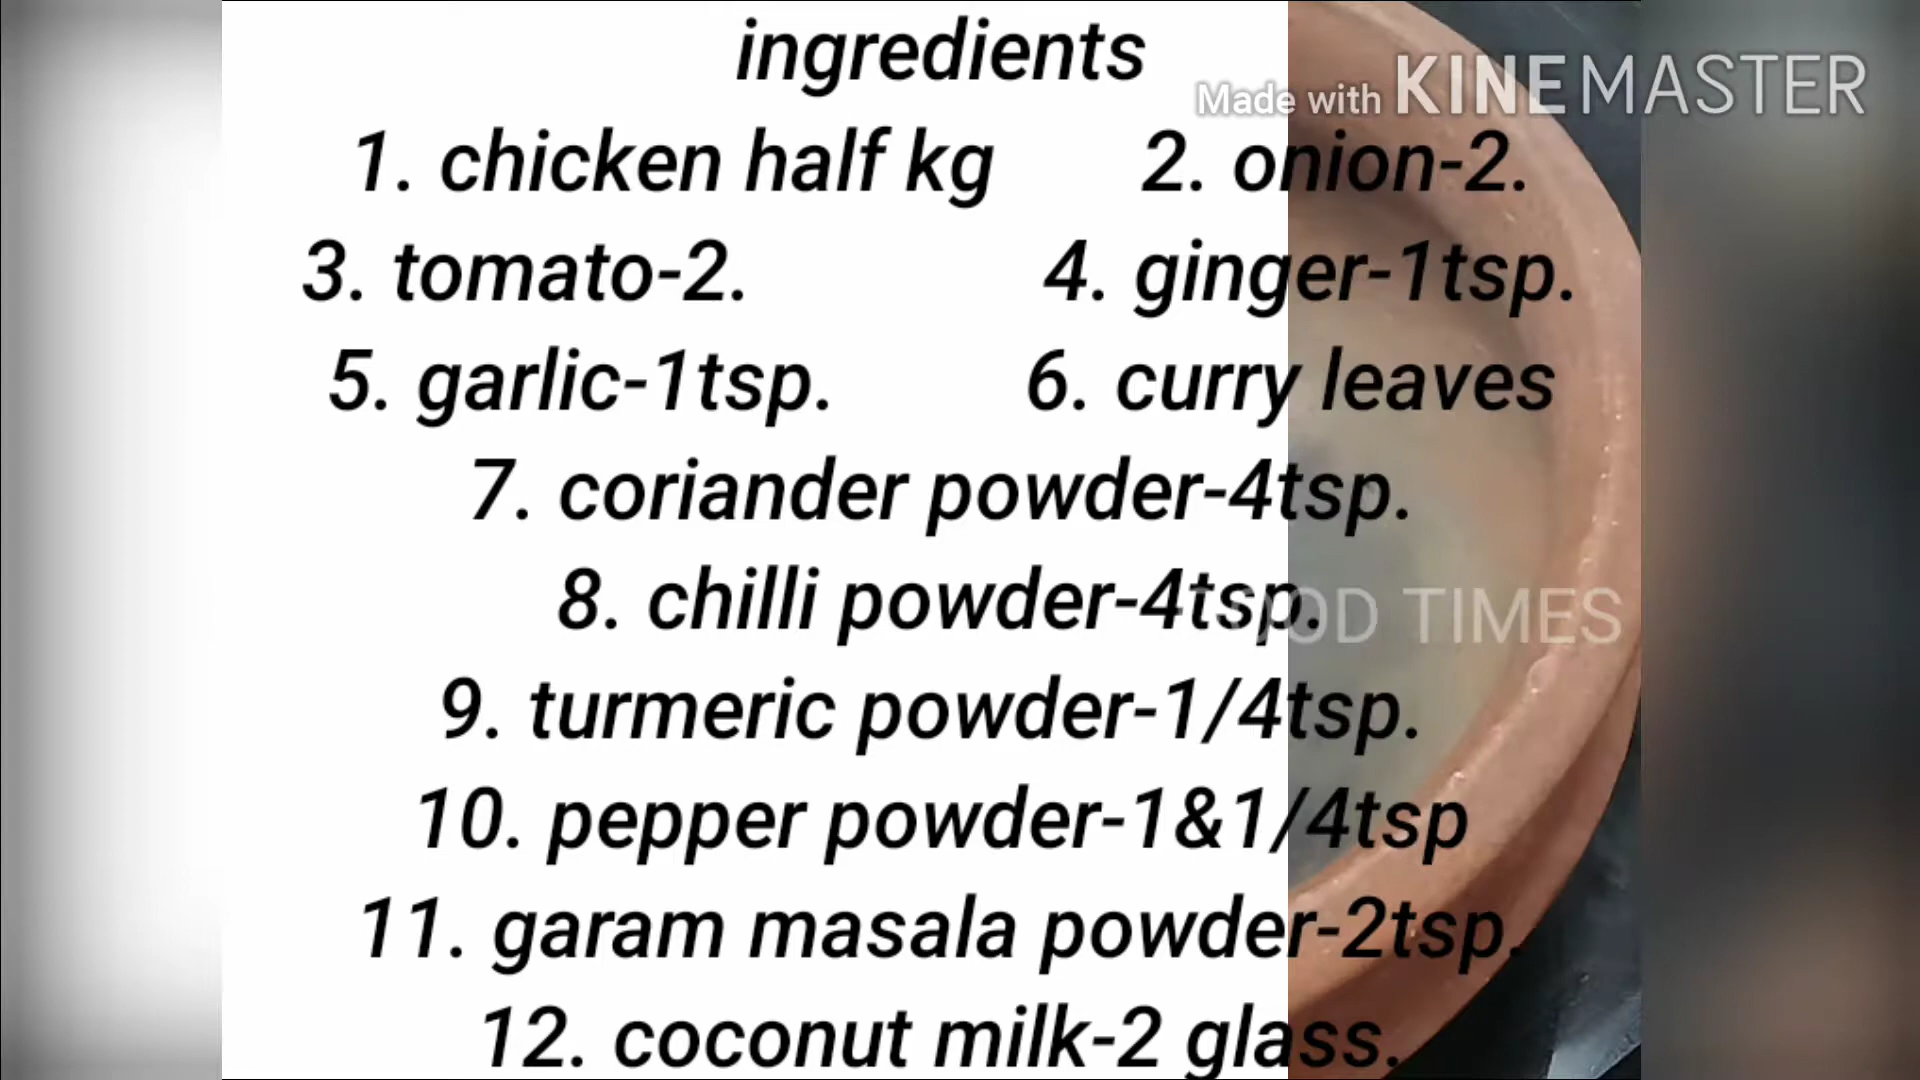 ingredients
Made with KINEMASTER
1. chicken half kg 2. onion-2.
3. tomato-2. 4. ginger-1tsp.
5. garlic-1tsp. 6. curry leaves
7. coriander powder-4tsp.
8. chilli powder-4tsp.
FOOD TIMES
9. turmeric powder-1/4tsp.
10. pepper powder-1&1/4tsp
11. garam masala powder-2tsp.
12. coconut milk-2 glass.